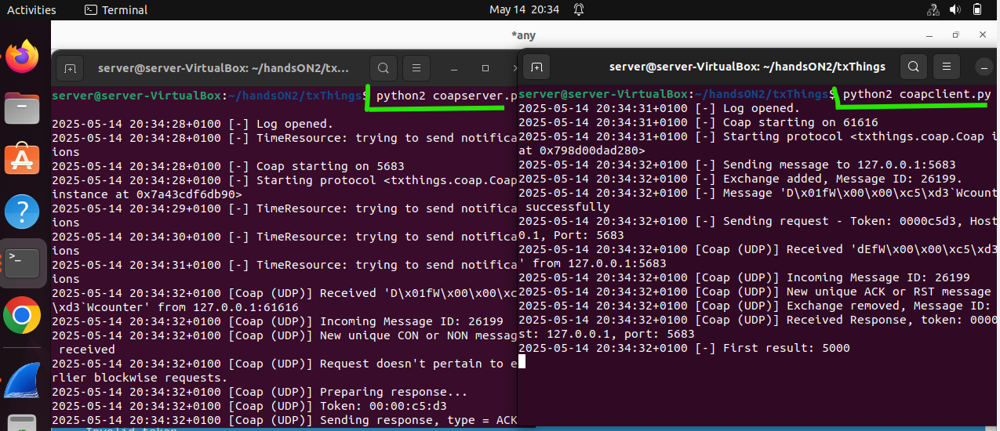 Activities
Terminal
May 14 20:34
*any
server@server-VirtualBox: ~/handsON2/tx...
server@server-VirtualBox:~/handsON2/txThings$ python2 coapserver.p
2025-05-14 20:34:28+0100 [-] Log opened.
2025-05-14 20:34:28+0100 [-] TimeResource: trying to send notifica
ions
2025-05-14 20:34:28+0100 [-] Coap starting on 5683
2025-05-14 20:34:28+0100 [-] Starting protocol <txthings.coap.Coap
instance at 0x7a43cdf6db90>
2025-05-14 20:34:29+0100 [-] TimeResource: trying to send notifica
ions
2025-05-14 20:34:30+0100 [-] TimeResource: trying to send notifica
ions
2025-05-14 20:34:31+0100 [-] TimeResource: trying to send notifica
ions
2025-05-14 20:34:32+0100 [Coap (UDP)] Received 'D\x01fW\x00\x00\xc
\xd3`Wcounter' from 127.0.0.1:61616
2025-05-14 20:34:32+0100 [Coap (UDP)] Incoming Message ID: 26199
2025-05-14 20:34:32+0100 [Coap (UDP)] New unique CON or NON messag
received
2025-05-14 20:34:32+0100 [Coap (UDP)] Request doesn't pertain to e
rlier blockwise requests.
2025-05-14 20:34:32+0100 [Coap (UDP)] Preparing response...
2025-05-14 20:34:32+0100 [Coap (UDP)] Token: 00:00:c5:d3
2025-05-14 20:34:32+0100 [Coap (UDP)] Sending response, type = ACK
Invalid token
server@server-VirtualBox: ~/handsON2/txThings
server@server-VirtualBox:~/handsON2/txThings$ python2 coapclient.py
2025-05-14 20:34:31+0100 [-] Log opened.
2025-05-14 20:34:31+0100 [-] Coap starting on 61616
2025-05-14 20:34:31+0100 [-] Starting protocol <txthings.coap.Coap i
at 0x798d00dad280>
2025-05-14 20:34:32+0100 [-] Sending message to 127.0.0.1:5683
2025-05-14 20:34:32+0100 [-] Exchange added, Message ID: 26199.
2025-05-14 20:34:32+0100 [-] Message 'D\x01fW\x00\x00\xc5\xd3`Wcount
successfully
2025-05-14 20:34:32+0100 [-] Sending request - Token: 0000c5d3, Host
0.1, Port: 5683
2025-05-14 20:34:32+0100 [Coap (UDP)] Received 'dEfW\x00\x00\xc5\xd3
' from 127.0.0.1:5683
2025-05-14 20:34:32+0100 [Coap (UDP)] Incoming Message ID: 26199
2025-05-14 20:34:32+0100 [Coap (UDP)] New unique ACK or RST message
2025-05-14 20:34:32+0100 [Coap (UDP)] Exchange removed, Message ID:
2025-05-14 20:34:32+0100 [Coap (UDP)] Received Response, token: 0000
st: 127.0.0.1, port: 5683
2025-05-14 20:34:32+0100 [-] First result: 5000